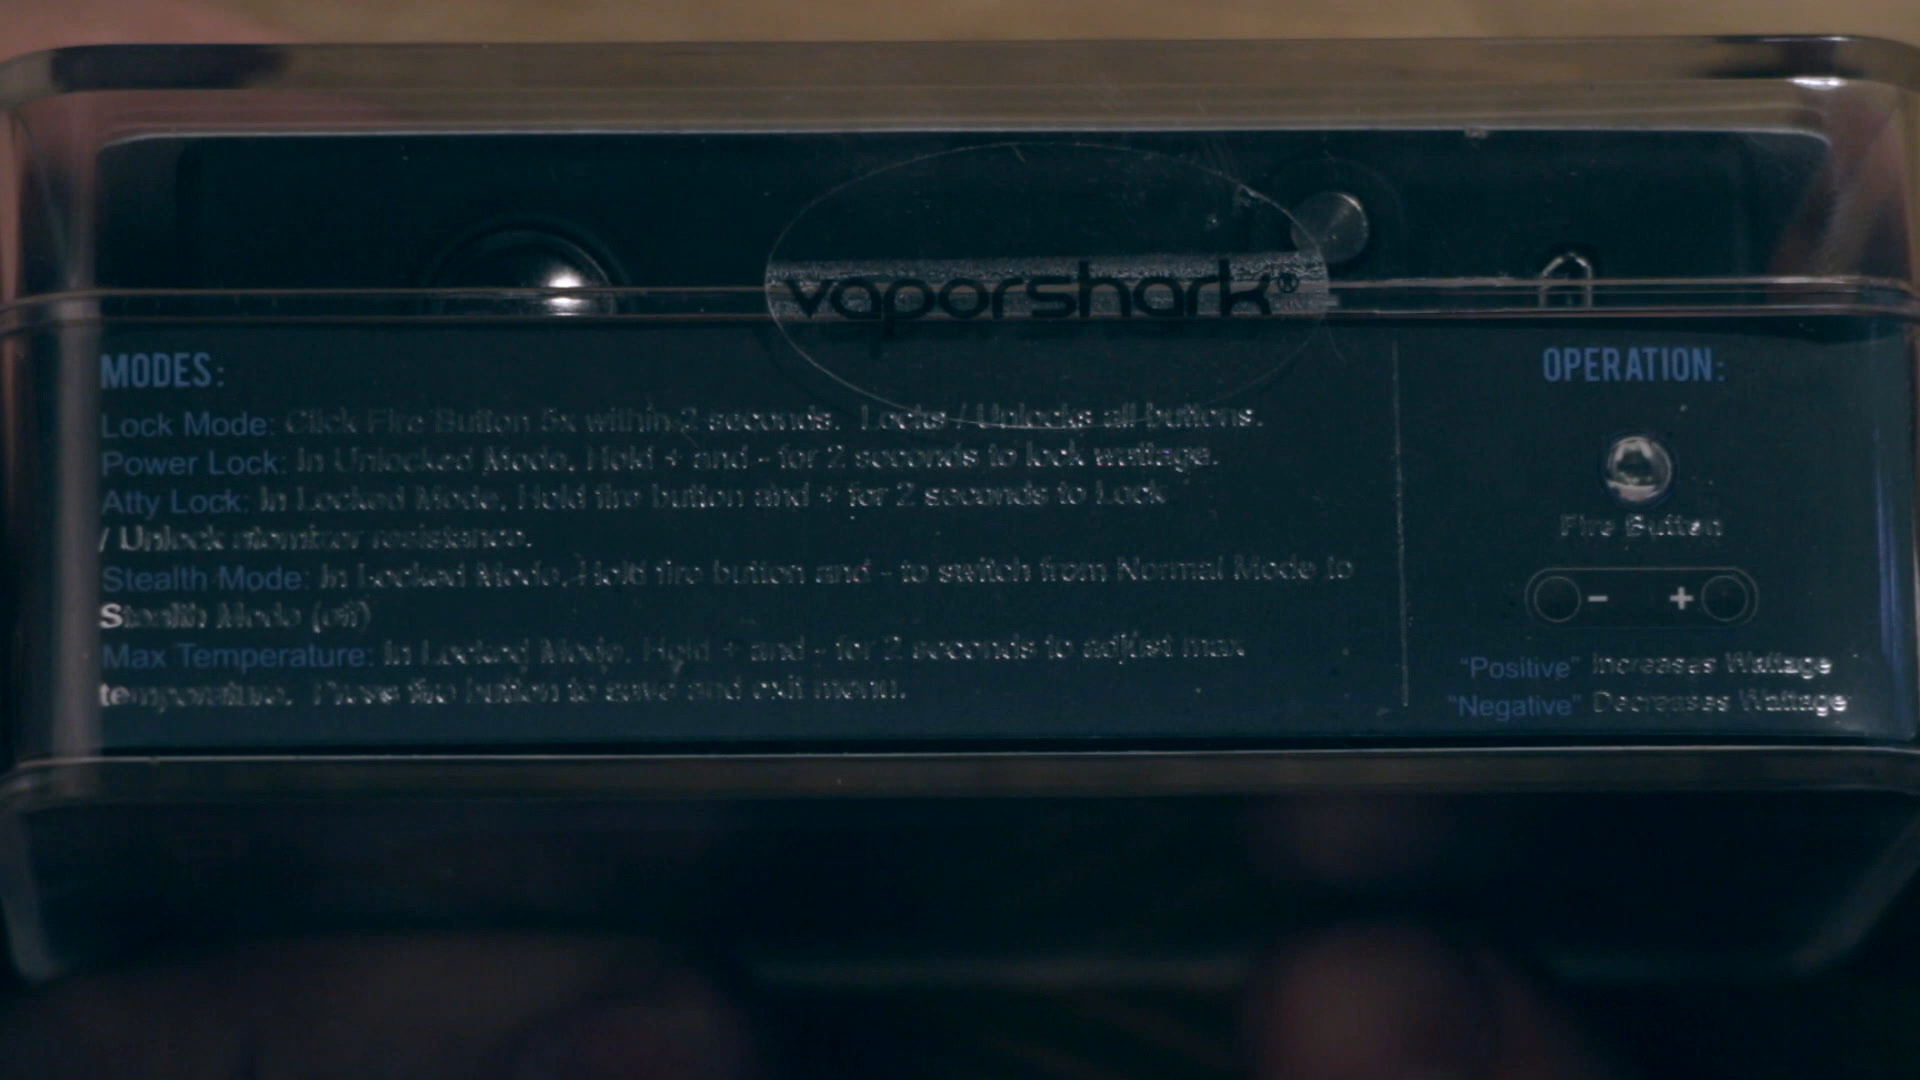 vaporshark®
MODES:
Lock Mode: Click Fire Button 5x within 2 seconds. Locks / Unlocks all buttons.
Power Lock: In Unlocked Mode, Hold + and - for 2 seconds to lock wattage.
Atty Lock: In Locked Mode, Hold fire button and + for 2 seconds to Lock
/ Unlock atomizer resistance.
Stealth Mode: In Locked Mode, Hold fire button and - to switch from Normal Mode to
Stealth Mode (off)
Max Temperature: In Locked Mode, Hold + and - for 2 seconds to adjust max
temperature. Press fire button to save and exit menu.
OPERATION:
Fire Button
- +
"Positive" Increases Wattage
"Negative" Decreases Wattage